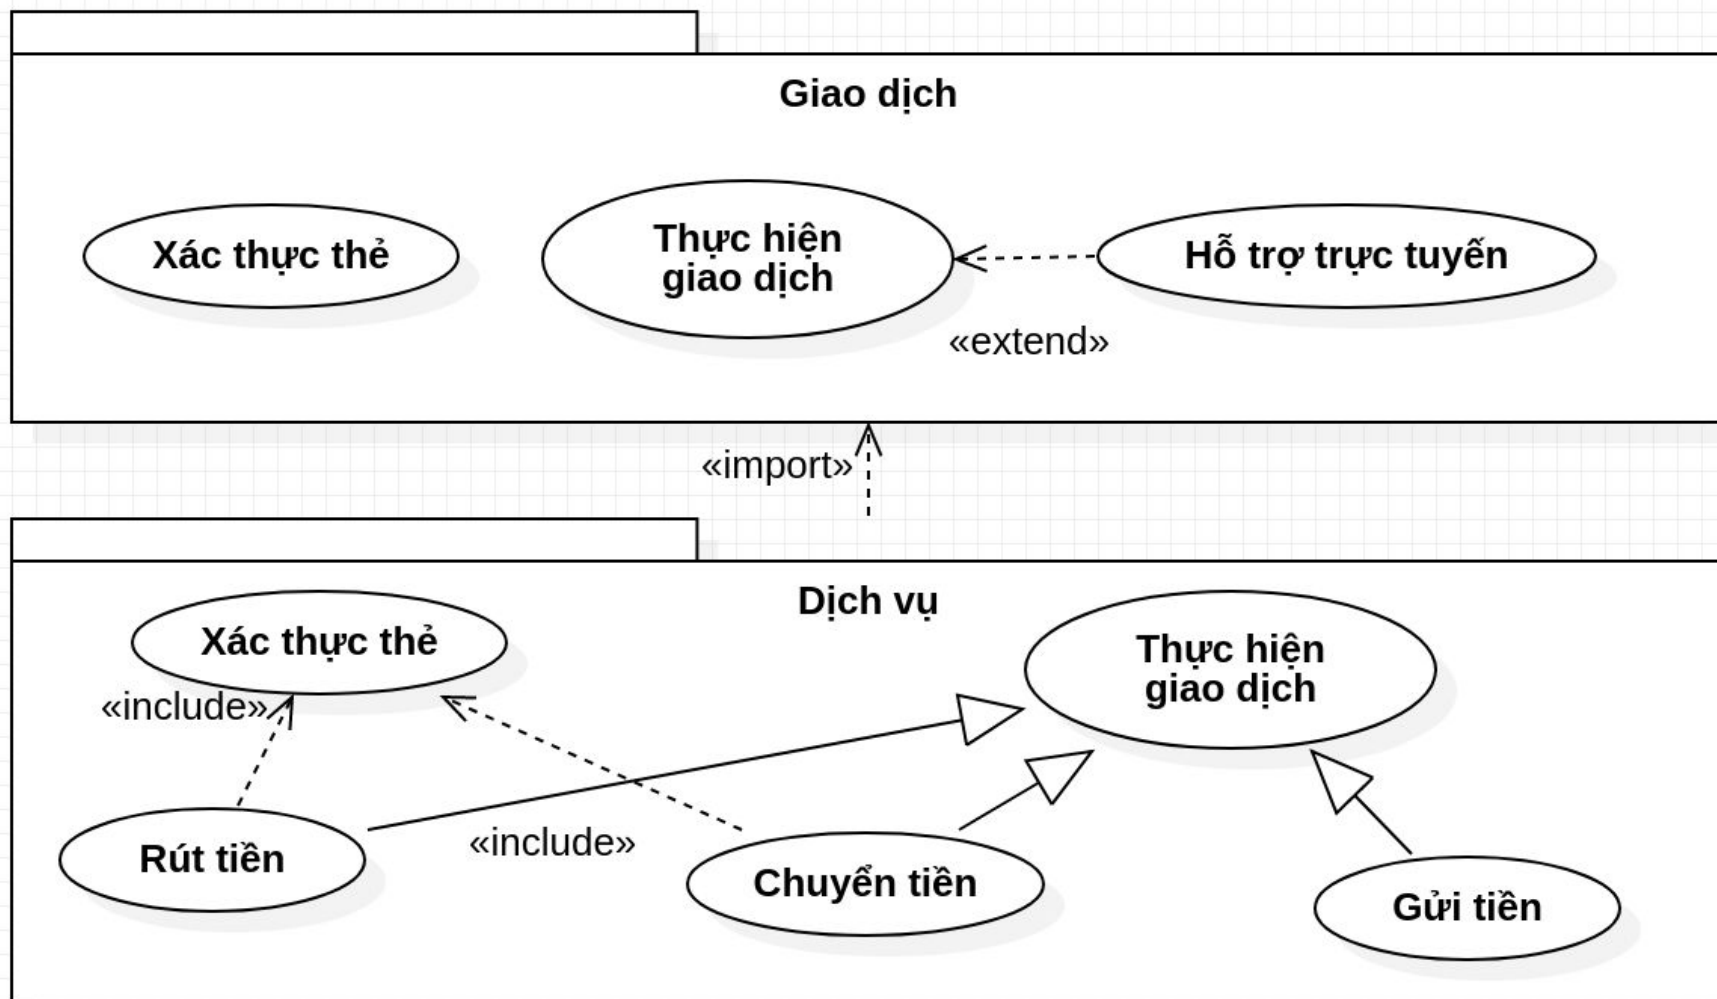 Giao dịch
Xác thực thẻ
Thực hiện
giao dịch
Hỗ trợ trực tuyến
«extend»
«import»
Dịch vụ
Xác thực thẻ
Thực hiện
giao dịch
«include»
«include»
Rút tiền
Chuyển tiền
Gửi tiền